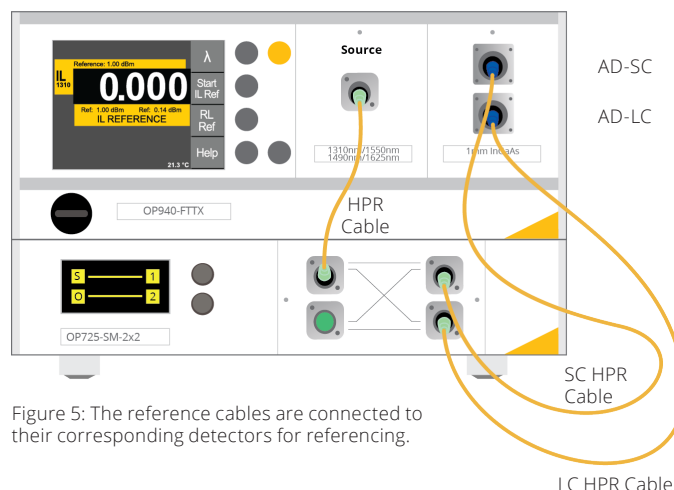 Reference: 1.00 dBm
IL
1310
0.000
Ref: 1.00 dBm Ref: 0.14 dBm
IL REFERENCE
21.3 °C
λ
Start
IL Ref
RL
Ref
Help
Source
1310nm/1550nm
1490nm/1625nm
1mm InGaAs
AD-SC
AD-LC
OP940-FTTX
HPR
Cable
S 1
O 2
OP725-SM-2x2
SC HPR
Cable
LC HPR Cable
Figure 5: The reference cables are connected to
their corresponding detectors for referencing.